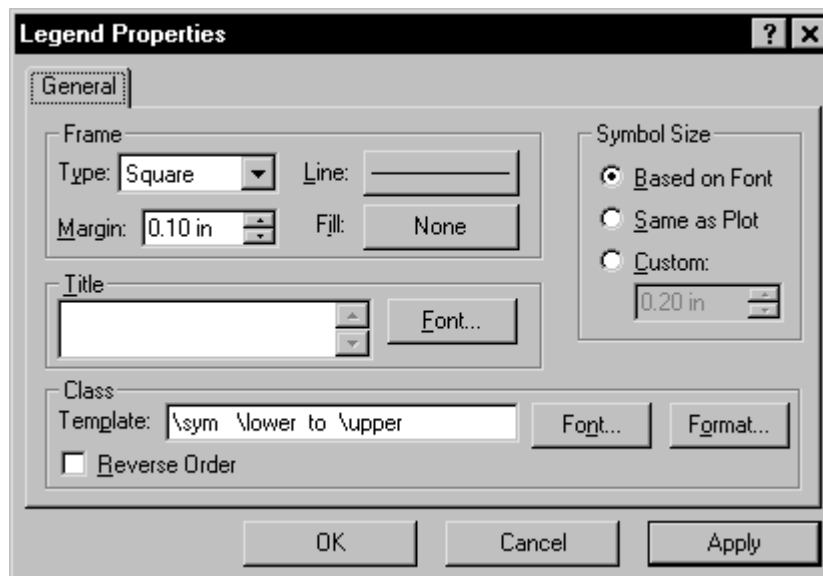 Legend Properties
General
Frame
Type: Square
Line:
Margin: 0.10 in
Fill: None
Symbol Size
Based on Font
Same as Plot
Custom:
0.20 in
Title
Font...
Class
Template: \sym \lower to \upper
Font...
Format...
Reverse Order
OK
Cancel
Apply